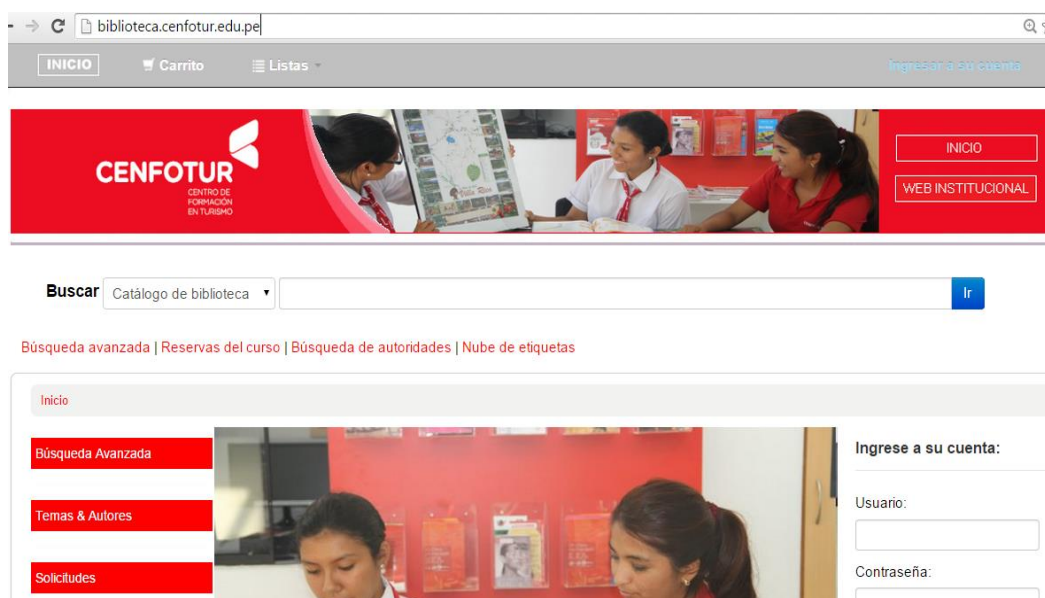 biblioteca.cenfotur.edu.pe
INICIO Carrito Listas Ingresar a su cuenta
CENFOTUR
CENTRO DE
FORMACIÓN
EN TURISMO
Villa Rica
INICIO
WEB INSTITUCIONAL
Buscar Catálogo de biblioteca Ir
Búsqueda avanzada | Reservas del curso | Búsqueda de autoridades | Nube de etiquetas
Inicio
Búsqueda Avanzada
Temas & Autores
Solicitudes
Ingrese a su cuenta:
Usuario:
Contraseña: